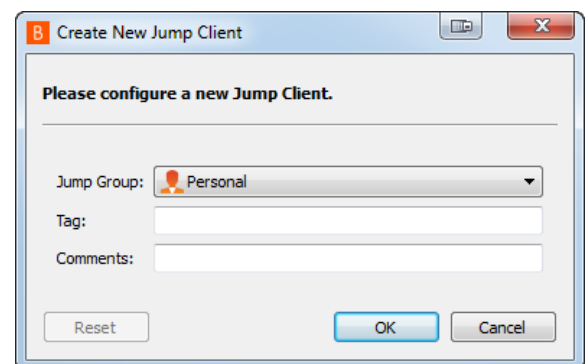 B Create New Jump Client
Please configure a new Jump Client.
Jump Group: Personal
Tag:
Comments:
Reset OK Cancel